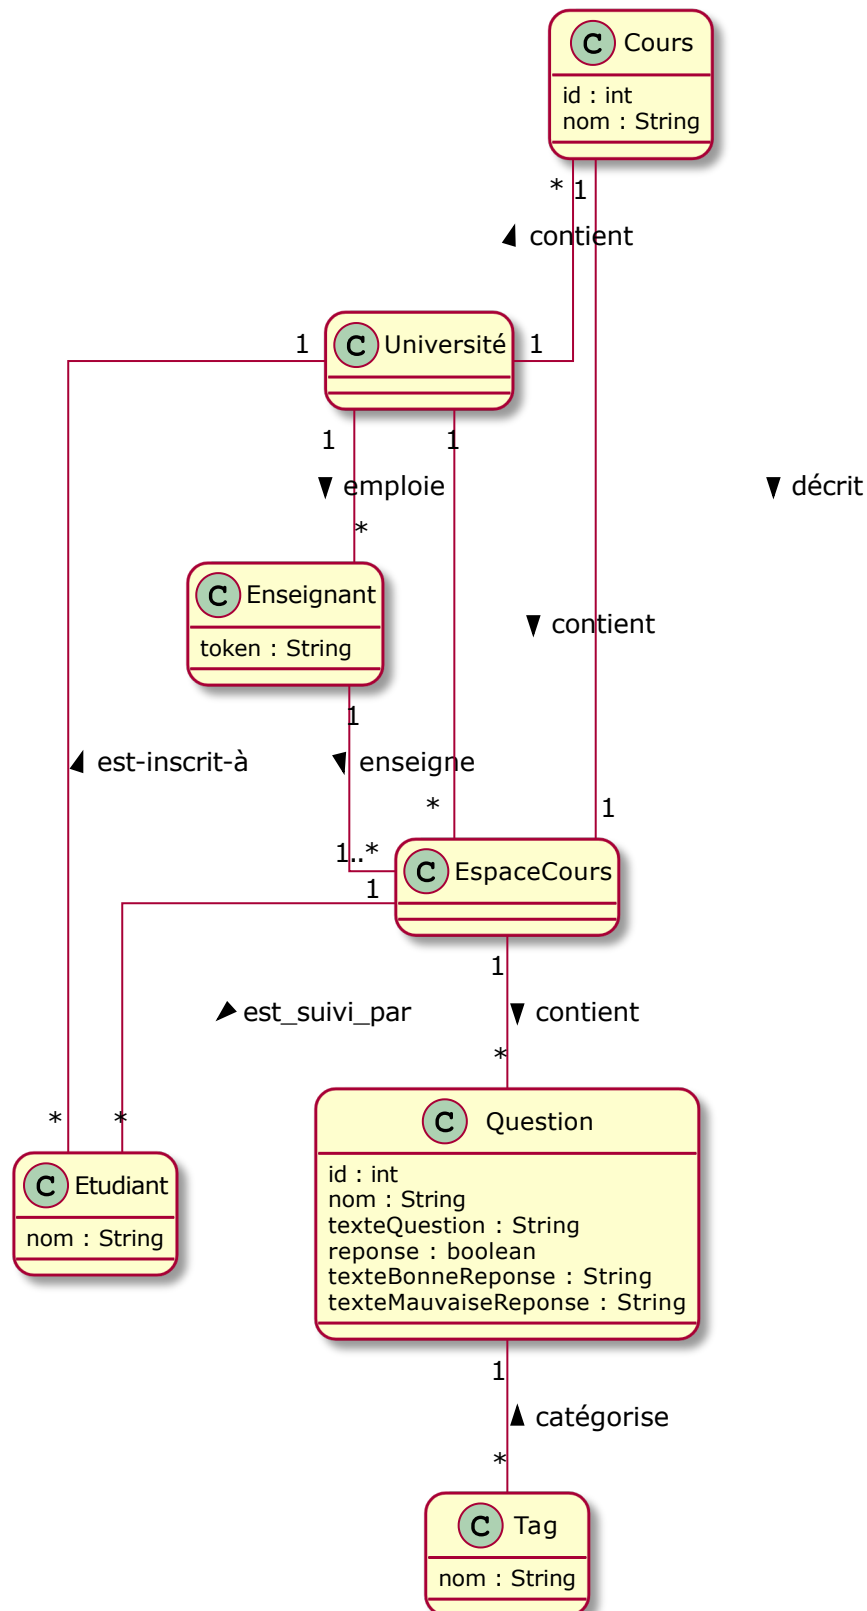 C Cours
id : int
nom : String
* 1
contient
C Université
1 1
1 1
emploie
décrit
*
C Enseignant
token : String
contient
1
est-inscrit-à
enseigne
* 1
1..*
C EspaceCours
1
1
est_suivi_par
contient
*
* *
C Question
id : int
nom : String
texteQuestion : String
reponse : boolean
texteBonneReponse : String
texteMauvaiseReponse : String
C Etudiant
nom : String
1
catégorise
*
C Tag
nom : String